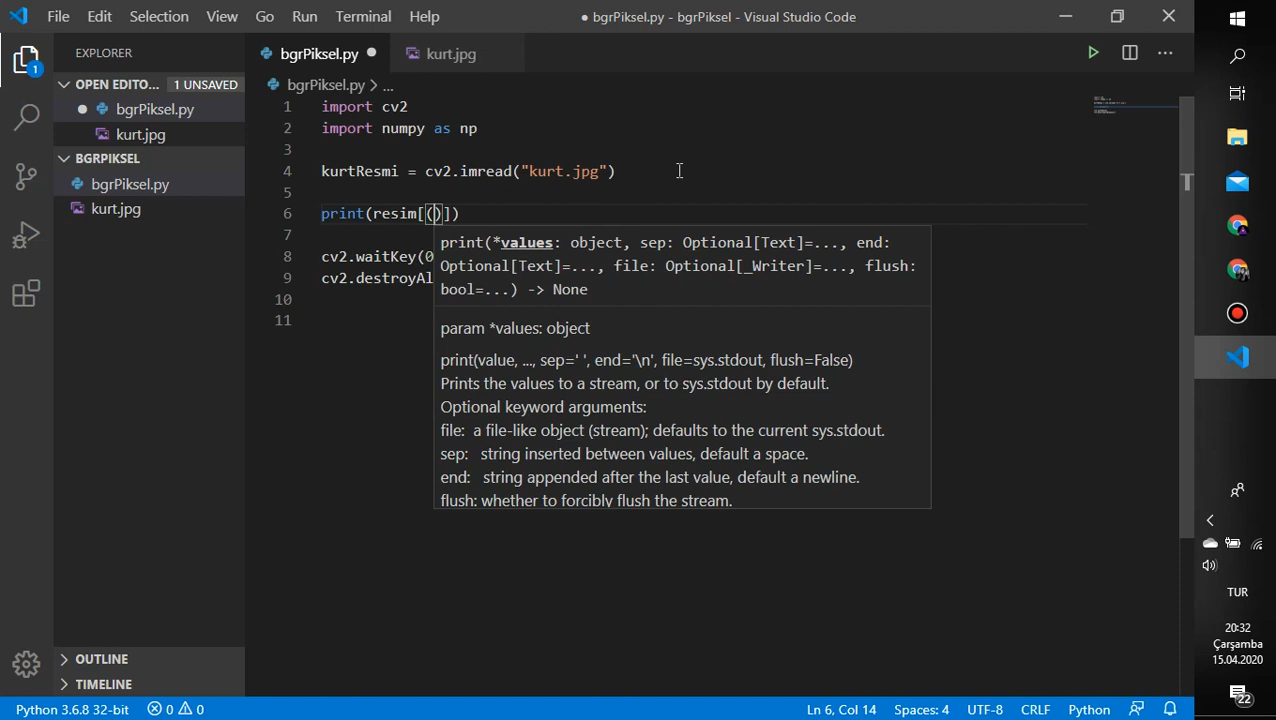 File Edit Selection View Go Run Terminal Help
● bgrPiksel.py - bgrPiksel - Visual Studio Code
EXPLORER
OPEN EDITO... 1 UNSAVED
bgrPiksel.py
kurt.jpg
BGRPIKSEL
bgrPiksel.py
kurt.jpg
OUTLINE
TIMELINE
1
bgrPiksel.py
kurt.jpg
bgrPiksel.py > ...
1 import cv2
2 import numpy as np
3
4 kurtResmi = cv2.imread("kurt.jpg")
5
6 print(resim[()])
7
8 cv2.waitKey(0
9 cv2.destroyAl
10
11
print(*values: object, sep: Optional[Text]=..., end:
Optional[Text]=..., file: Optional[_Writer]=..., flush:
bool=...) -> None
param *values: object
print(value, ..., sep=' ', end='\n', file=sys.stdout, flush=False)
Prints the values to a stream, or to sys.stdout by default.
Optional keyword arguments:
file: a file-like object (stream); defaults to the current sys.stdout.
sep: string inserted between values, default a space.
end: string appended after the last value, default a newline.
flush: whether to forcibly flush the stream.
Python 3.6.8 32-bit 0 0
Ln 6, Col 14 Spaces: 4 UTF-8 CRLF Python
TUR
20:32
Çarşamba
15.04.2020
22